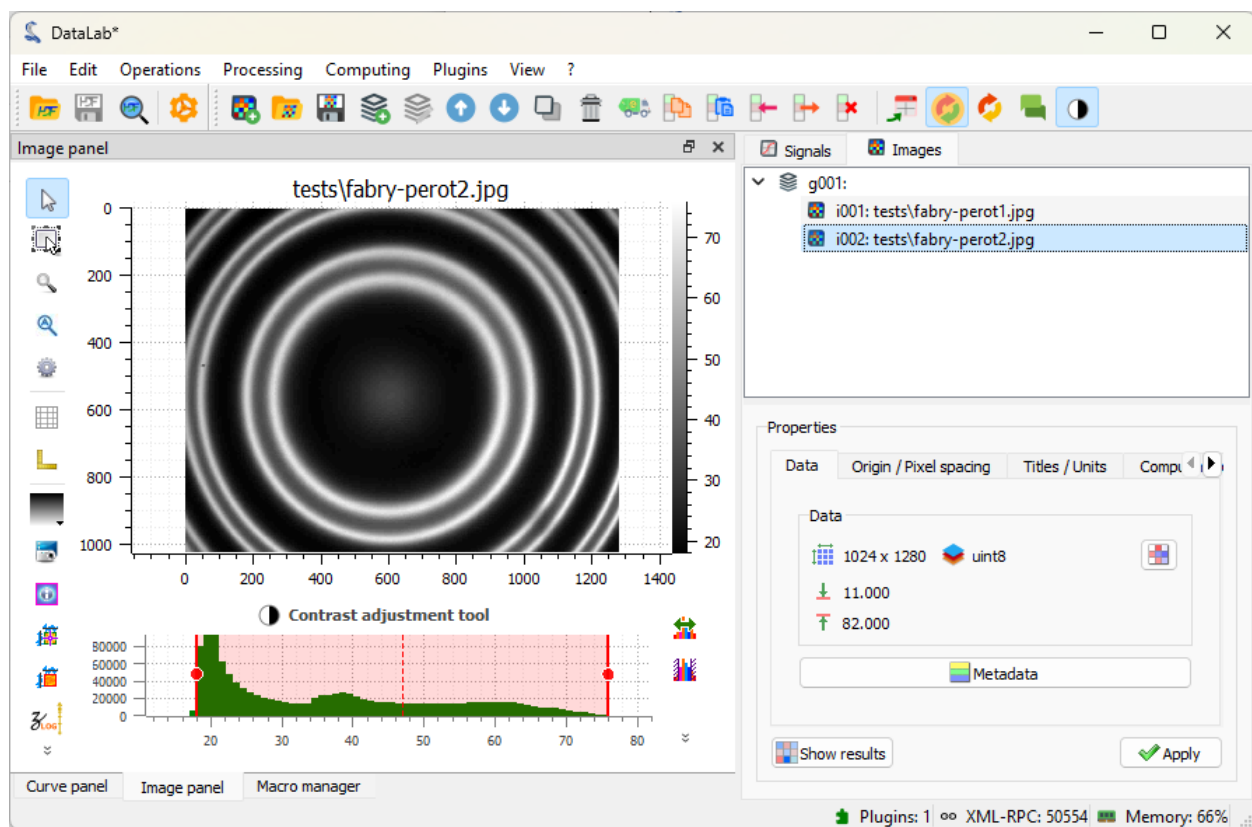 DataLab*
File Edit Operations Processing Computing Plugins View ?
Image panel
tests\fabry-perot2.jpg
0
200
400
600
800
1000
0 200 400 600 800 1000 1200 1400
70
60
50
40
30
20
Contrast adjustment tool
80000
60000
40000
20000
0
20 30 40 50 60 70 80
Curve panel Image panel Macro manager
Signals Images
g001:
i001: tests\fabry-perot1.jpg
i002: tests\fabry-perot2.jpg
Properties
Data Origin / Pixel spacing Titles / Units
Data
1024 x 1280 uint8
11.000
82.000
Metadata
Show results Apply
Plugins: 1 XML-RPC: 50554 Memory: 66%